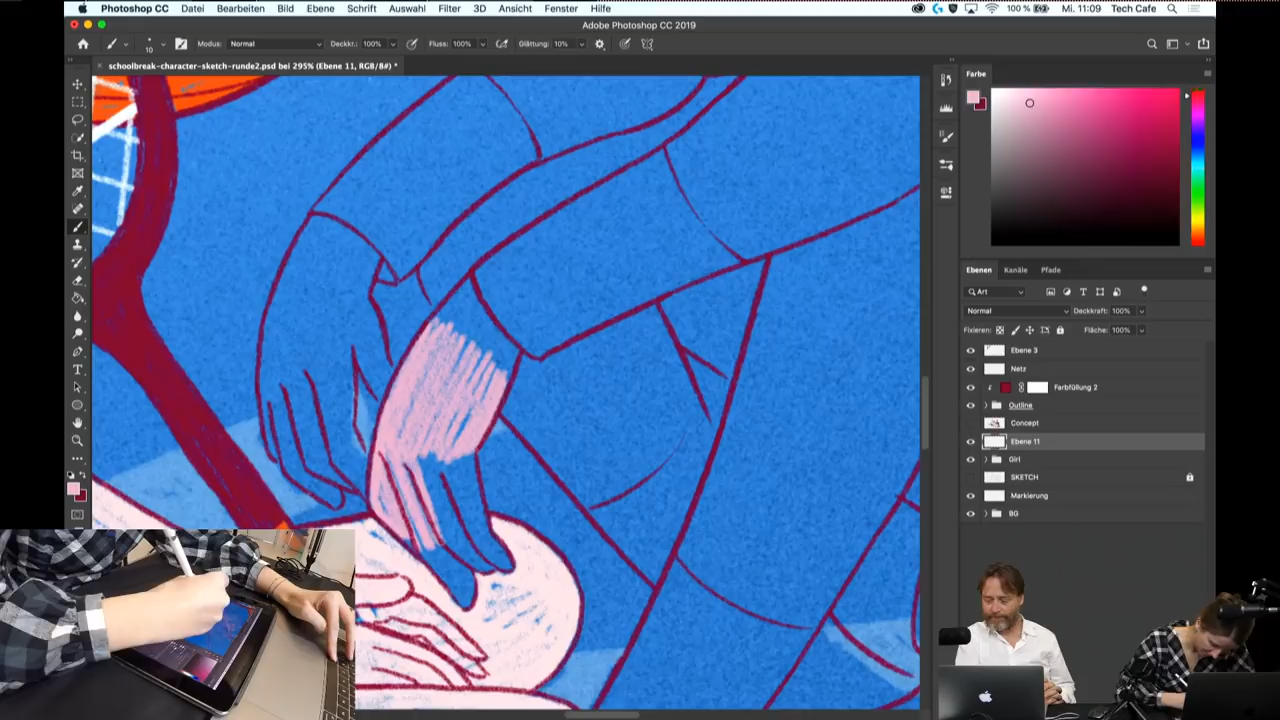 Photoshop CC Datei Bearbeiten Bild Ebene Schrift Auswahl Filter 3D Ansicht Fenster Hilfe 100 % Mi. 11:09 Tech Cafe
Adobe Photoshop CC 2019
10 Modus: Normal Deckkr.: 100% Fluss: 100% Glättung: 10%
× schoolbreak-character-sketch-runde2.psd bei 295% (Ebene 11, RGB/8#) *
Farbe
Ebenen Kanäle Pfade
Art
Normal Deckkraft: 100%
Fixieren: Fläche: 100%
Ebene 3
Netz
Farbfüllung 2
Outline
Concept
Ebene 11
Girl
SKETCH
Markierung
BG